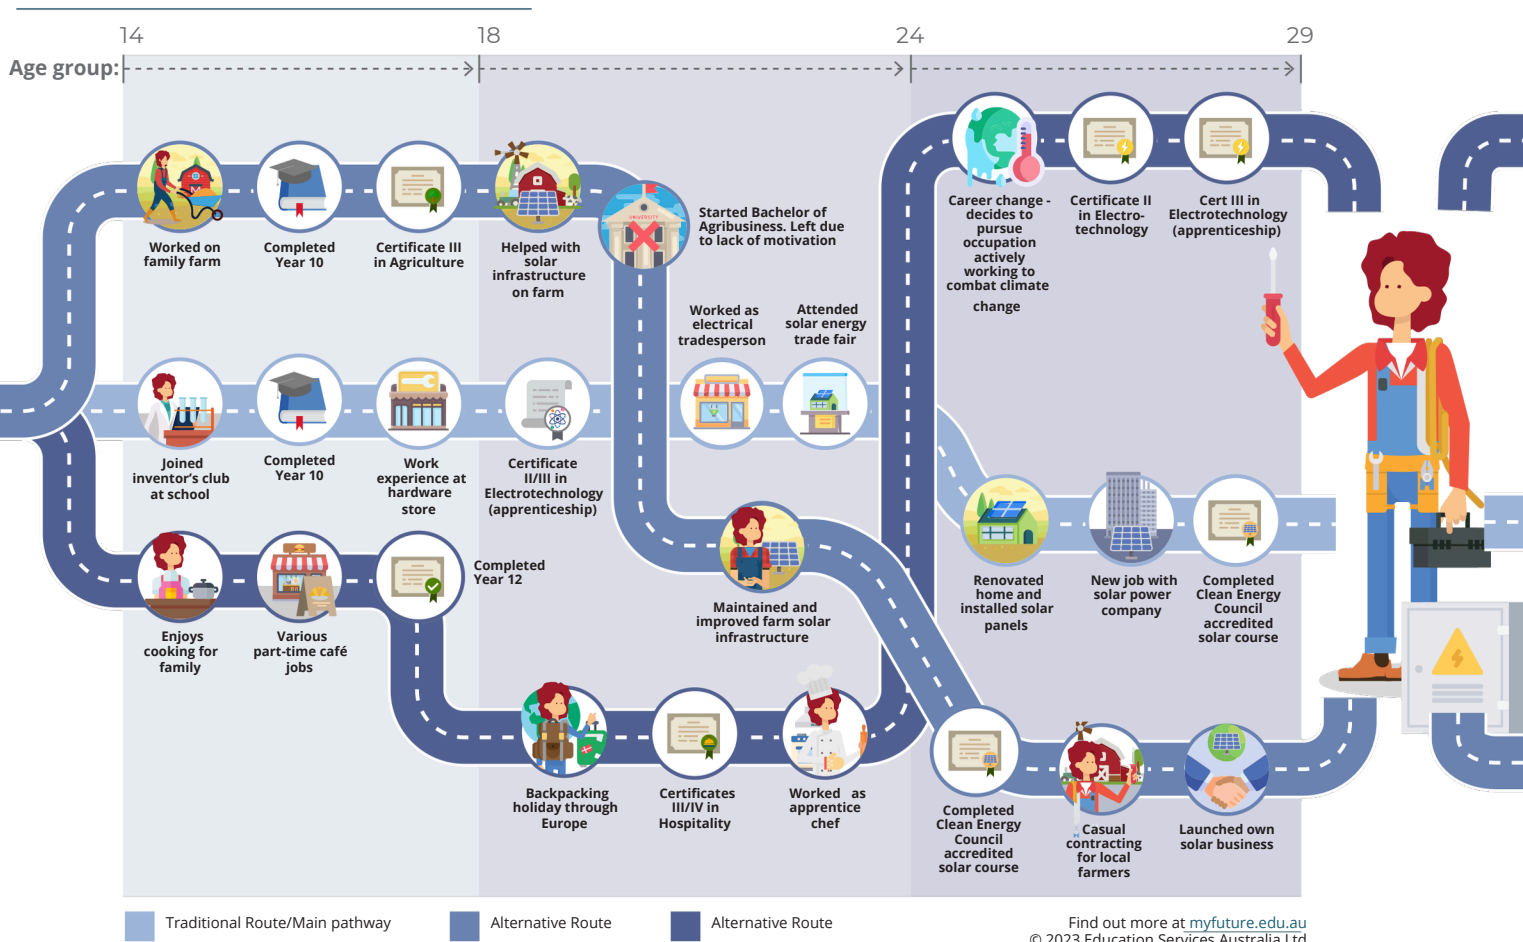 14
18
24
29
Age group:
Worked on
family farm
Completed
Year 10
Certificate III
in Agriculture
Helped with
solar
infrastructure
on farm
UNIVERSITY
Started Bachelor of
Agribusiness. Left due
to lack of motivation
Career change -
decides to
pursue
occupation
actively
working to
combat climate
change
Certificate II
in Electro-
technology
Cert III in
Electrotechnology
(apprenticeship)
Joined
inventor's club
at school
Completed
Year 10
Work
experience at
hardware
store
Certificate
II/III in
Electrotechnology
(apprenticeship)
Worked as
electrical
tradesperson
Attended
solar energy
trade fair
Renovated
home and
installed solar
panels
New job with
solar power
company
Completed
Clean Energy
Council
accredited
solar course
Enjoys
cooking for
family
Various
part-time café
jobs
Completed
Year 12
Maintained and
improved farm solar
infrastructure
Backpacking
holiday through
Europe
Certificates
III/IV in
Hospitality
Worked as
apprentice
chef
Completed
Clean Energy
Council
accredited
solar course
Casual
contracting
for local
farmers
Launched own
solar business
Traditional Route/Main pathway
Alternative Route
Alternative Route
Find out more at myfuture.edu.au
© 2023 Education Services Australia Ltd